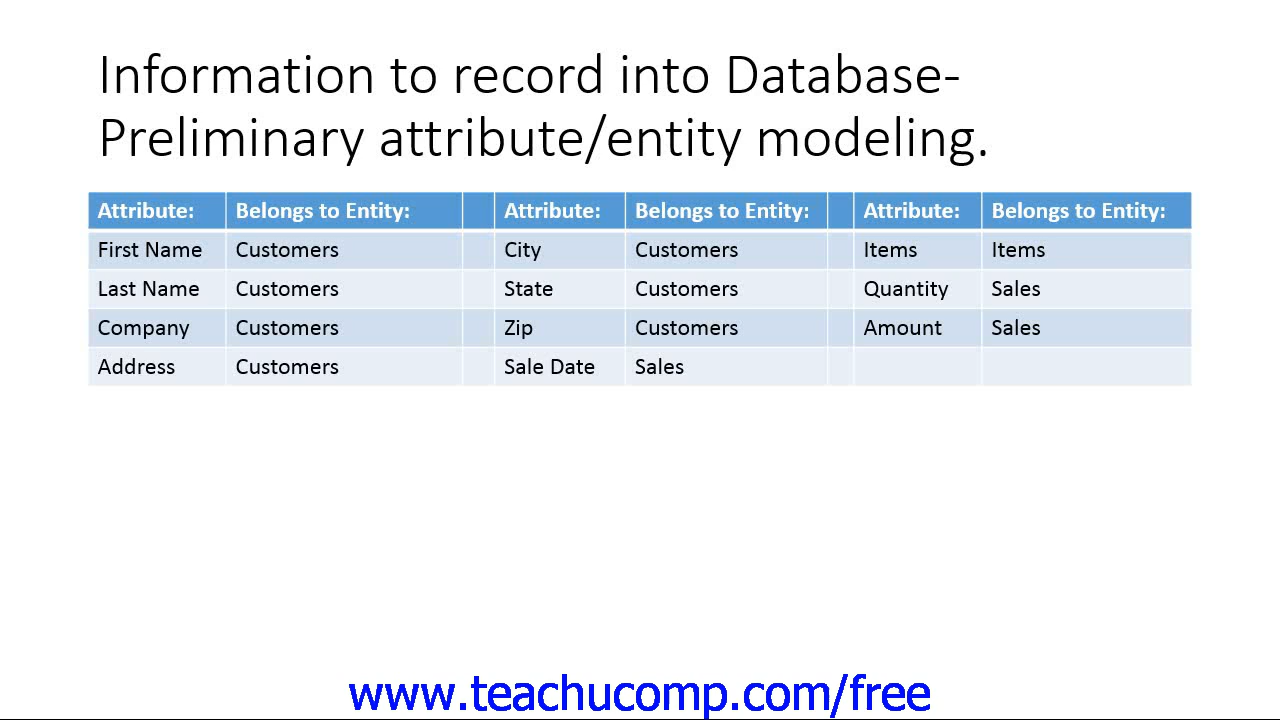 Information to record into Database-
Preliminary attribute/entity modeling.
Attribute: Belongs to Entity: Attribute: Belongs to Entity: Attribute: Belongs to Entity:
First Name Customers City Customers Items Items
Last Name Customers State Customers Quantity Sales
Company Customers Zip Customers Amount Sales
Address Customers Sale Date Sales
www.teachucomp.com/free